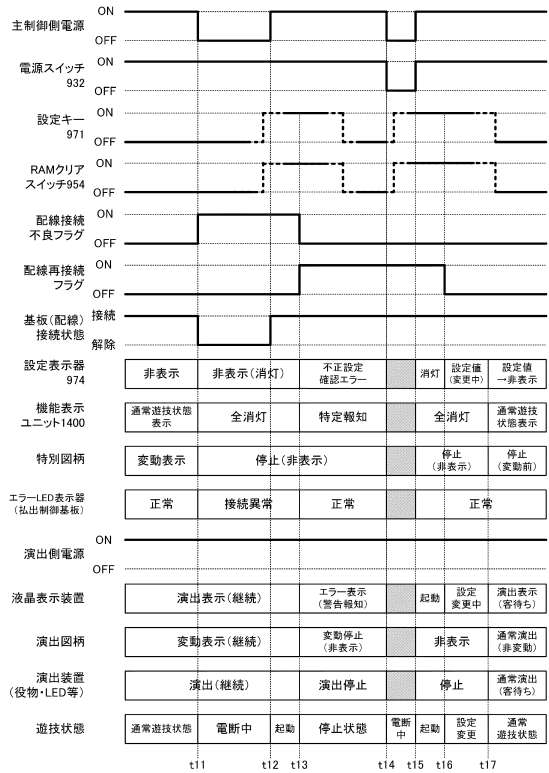 主制御側電源
ON
OFF
電源スイッチ
932
ON
OFF
設定キー
971
ON
OFF
RAMクリア
スイッチ954
ON
OFF
配線接続
不良フラグ
ON
OFF
配線再接続
フラグ
ON
OFF
基板(配線)
接続状態
接続
解除
設定表示器
974
非表示
非表示(消灯)
不正設定
確認エラー
消灯
設定値
(変更中)
設定値
→非表示
機能表示
ユニット1400
通常遊技状態
表示
全消灯
特定報知
全消灯
通常遊技
状態表示
特別図柄
変動表示
停止(非表示)
停止
(非表示)
停止
(変動前)
エラーLED表示器
(払出制御基板)
正常
接続異常
正常
正常
演出側電源
ON
OFF
液晶表示装置
演出表示(継続)
エラー表示
(警告報知)
起動
設定
変更中
演出表示
(客待ち)
演出図柄
変動表示(継続)
変動停止
(非表示)
非表示
通常演出
(非変動)
演出装置
(役物・LED等)
演出(継続)
演出停止
停止
通常演出
(客待ち)
遊技状態
通常遊技状態
電断中
起動
停止状態
電断
中
起動
設定
変更
通常
遊技状態
t11
t12
t13
t14
t15
t16
t17